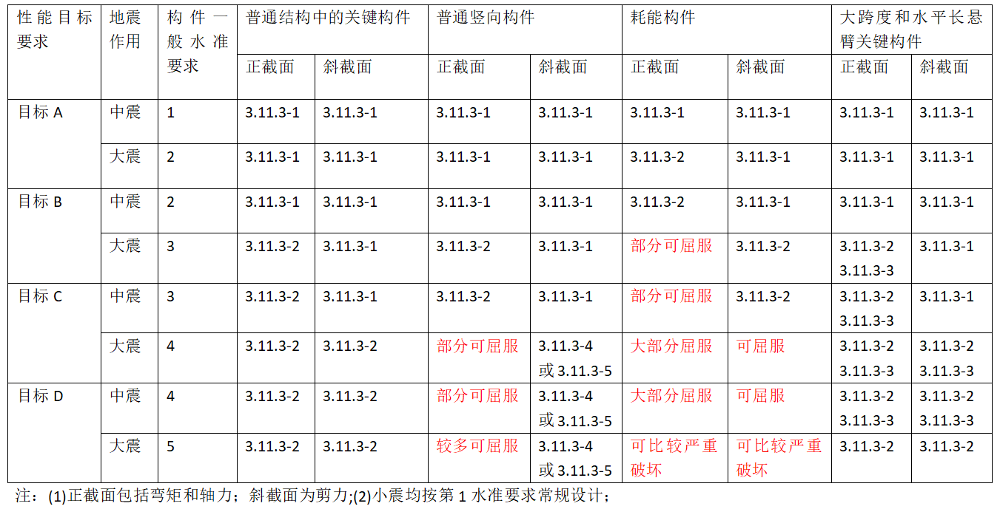 性能目标要求 地震作用 构件一般水准要求 普通结构中的关键构件 普通竖向构件 耗能构件 大跨度和水平长悬臂关键构件
正截面 斜截面 正截面 斜截面 正截面 斜截面 正截面 斜截面
目标 A 中震 1 3.11.3-1 3.11.3-1 3.11.3-1 3.11.3-1 3.11.3-1 3.11.3-1 3.11.3-1 3.11.3-1
大震 2 3.11.3-1 3.11.3-1 3.11.3-1 3.11.3-1 3.11.3-2 3.11.3-1 3.11.3-1 3.11.3-1
目标 B 中震 2 3.11.3-1 3.11.3-1 3.11.3-1 3.11.3-1 3.11.3-2 3.11.3-1 3.11.3-1 3.11.3-1
大震 3 3.11.3-2 3.11.3-1 3.11.3-2 3.11.3-1 部分可屈服 3.11.3-2 3.11.3-2 3.11.3-1
3.11.3-3
目标 C 中震 3 3.11.3-2 3.11.3-1 3.11.3-2 3.11.3-1 部分可屈服 3.11.3-2 3.11.3-2 3.11.3-1
3.11.3-3
大震 4 3.11.3-2 3.11.3-2 部分可屈服 3.11.3-4 大部分屈服 可屈服 3.11.3-2 3.11.3-2
或 3.11.3-5 3.11.3-3 3.11.3-3
目标 D 中震 4 3.11.3-2 3.11.3-2 部分可屈服 3.11.3-4 大部分屈服 可屈服 3.11.3-2 3.11.3-2
或 3.11.3-5 3.11.3-3 3.11.3-3
大震 5 3.11.3-2 3.11.3-2 较多可屈服 3.11.3-4 可比较严重 可比较严重 3.11.3-2 3.11.3-2
或 3.11.3-5 破坏 破坏
注：(1)正截面包括弯矩和轴力；斜截面为剪力;(2)小震均按第 1 水准要求常规设计；